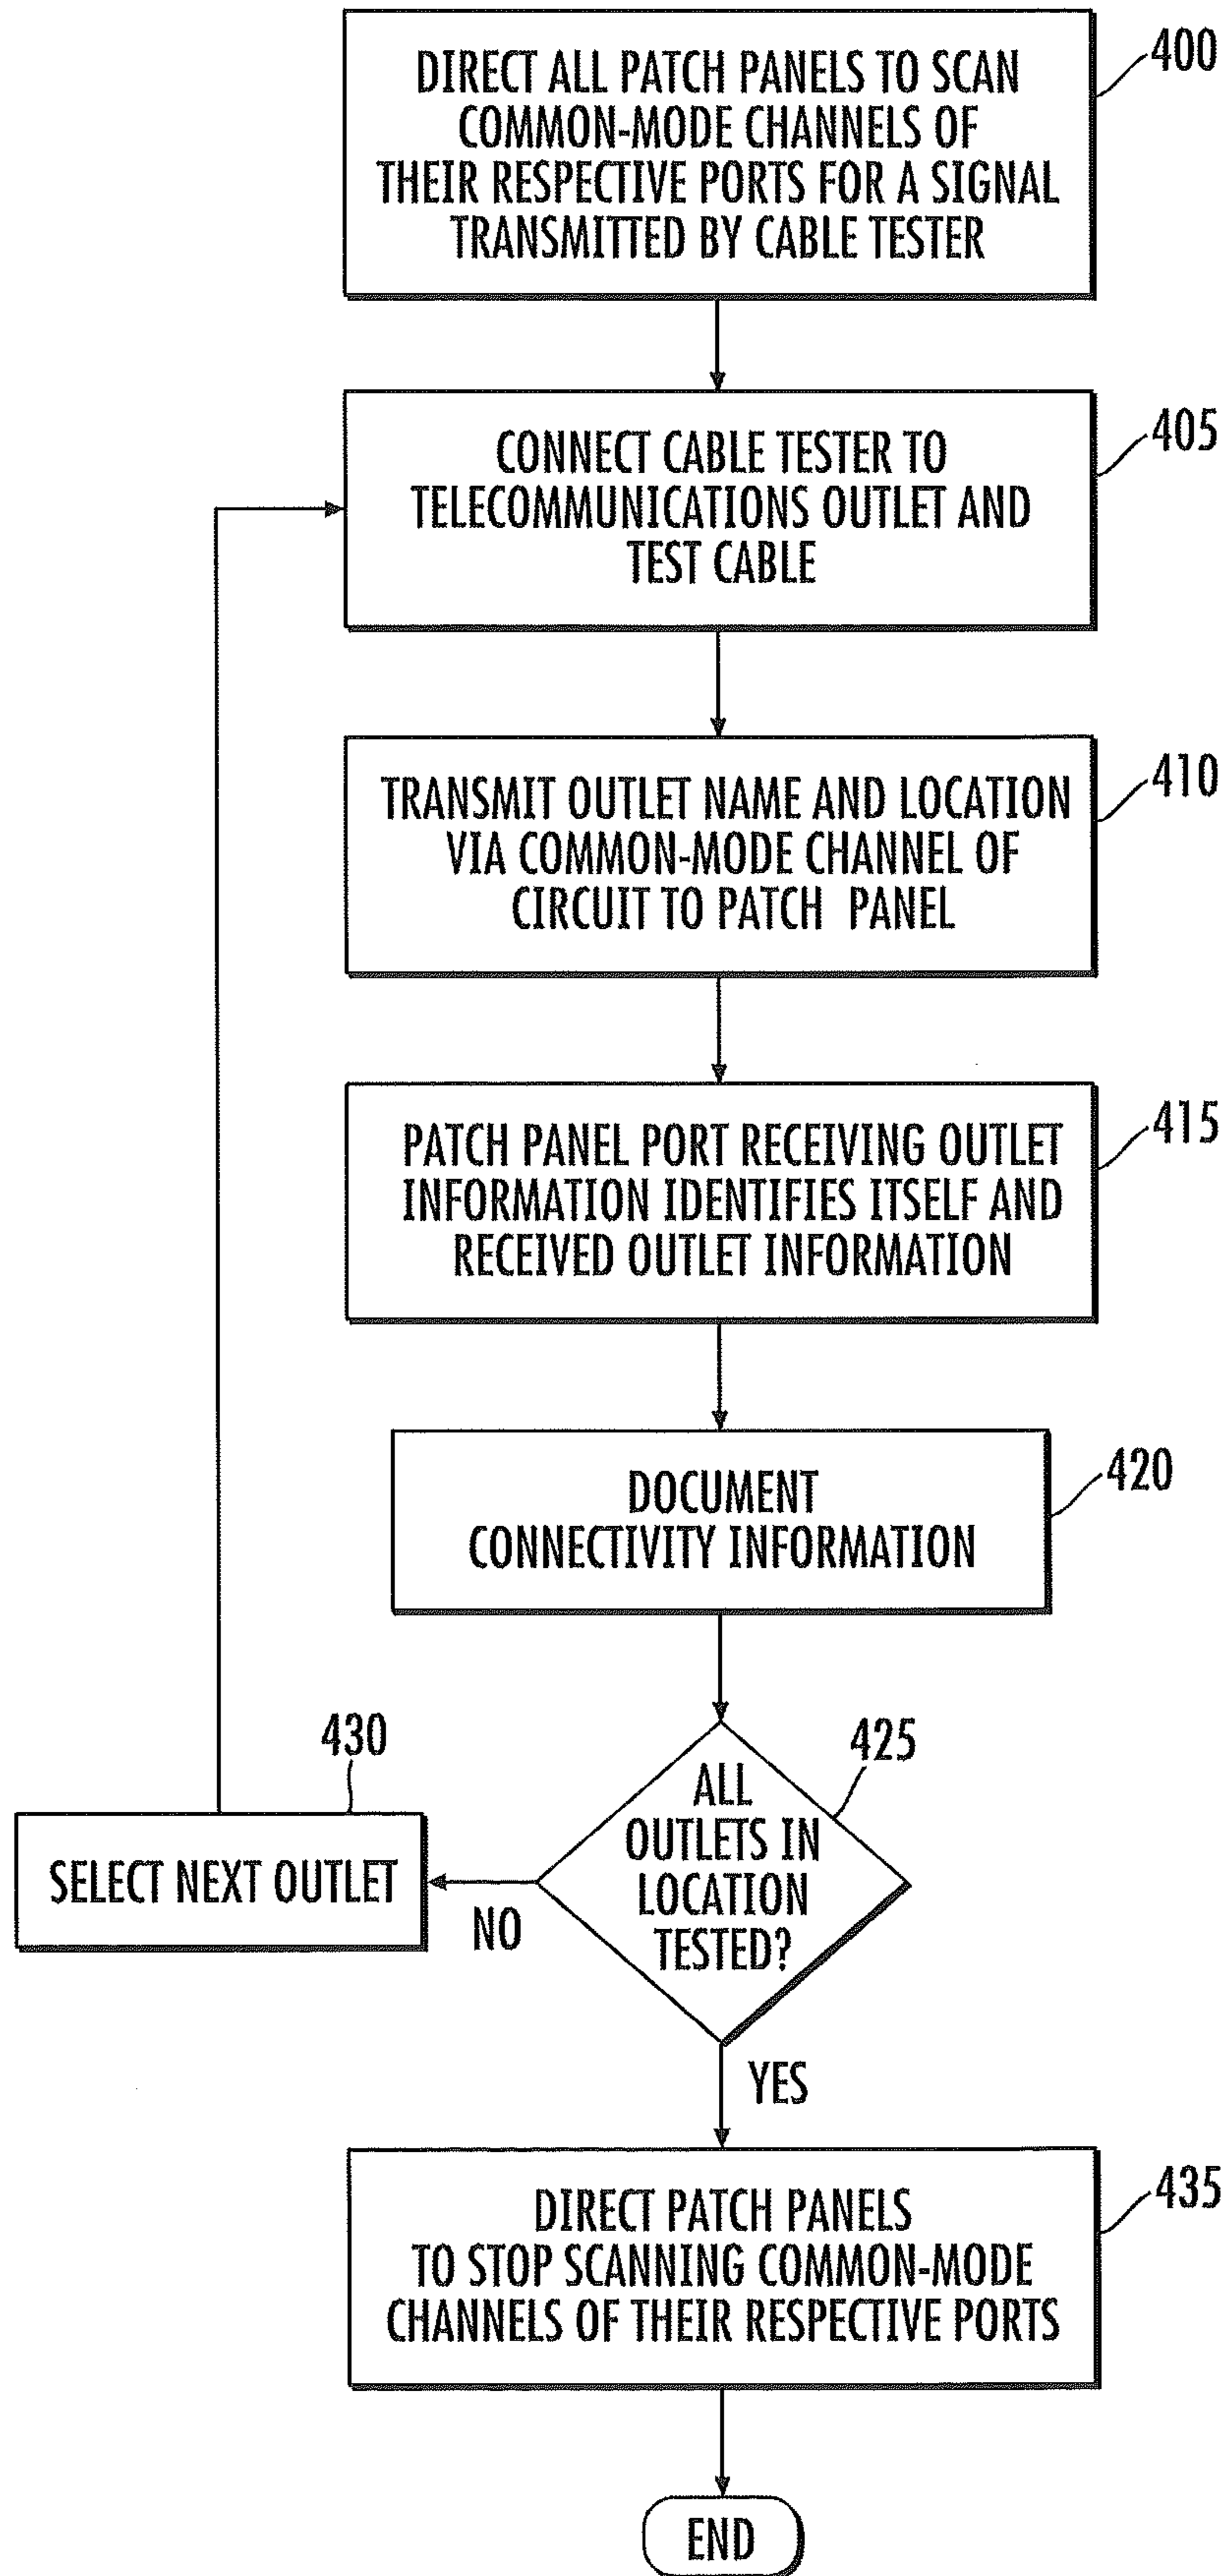 DIRECT ALL PATCH PANELS TO SCAN
COMMON-MODE CHANNELS OF
THEIR RESPECTIVE PORTS FOR A SIGNAL
TRANSMITTED BY CABLE TESTER
400
CONNECT CABLE TESTER TO
TELECOMMUNICATIONS OUTLET AND
TEST CABLE
405
TRANSMIT OUTLET NAME AND LOCATION
VIA COMMON-MODE CHANNEL OF
CIRCUIT TO PATCH PANEL
410
PATCH PANEL PORT RECEIVING OUTLET
INFORMATION IDENTIFIES ITSELF AND
RECEIVED OUTLET INFORMATION
415
DOCUMENT
CONNECTIVITY INFORMATION
420
ALL
OUTLETS IN
LOCATION
TESTED?
425
NO
430
SELECT NEXT OUTLET
YES
DIRECT PATCH PANELS
TO STOP SCANNING COMMON-MODE
CHANNELS OF THEIR RESPECTIVE PORTS
435
END